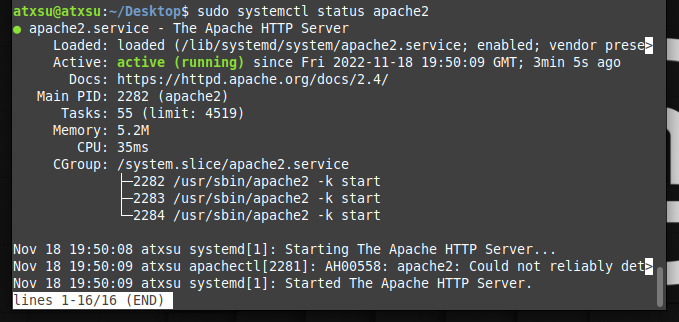 atxsu@atxsu:~/Desktop$ sudo systemctl status apache2
● apache2.service - The Apache HTTP Server
     Loaded: loaded (/lib/systemd/system/apache2.service; enabled; vendor prese>
     Active: active (running) since Fri 2022-11-18 19:50:09 GMT; 3min 5s ago
       Docs: https://httpd.apache.org/docs/2.4/
   Main PID: 2282 (apache2)
      Tasks: 55 (limit: 4519)
     Memory: 5.2M
        CPU: 35ms
     CGroup: /system.slice/apache2.service
             ├─2282 /usr/sbin/apache2 -k start
             ├─2283 /usr/sbin/apache2 -k start
             └─2284 /usr/sbin/apache2 -k start
Nov 18 19:50:08 atxsu systemd[1]: Starting The Apache HTTP Server...
Nov 18 19:50:09 atxsu apachectl[2281]: AH00558: apache2: Could not reliably det>
Nov 18 19:50:09 atxsu systemd[1]: Started The Apache HTTP Server.
lines 1-16/16 (END)